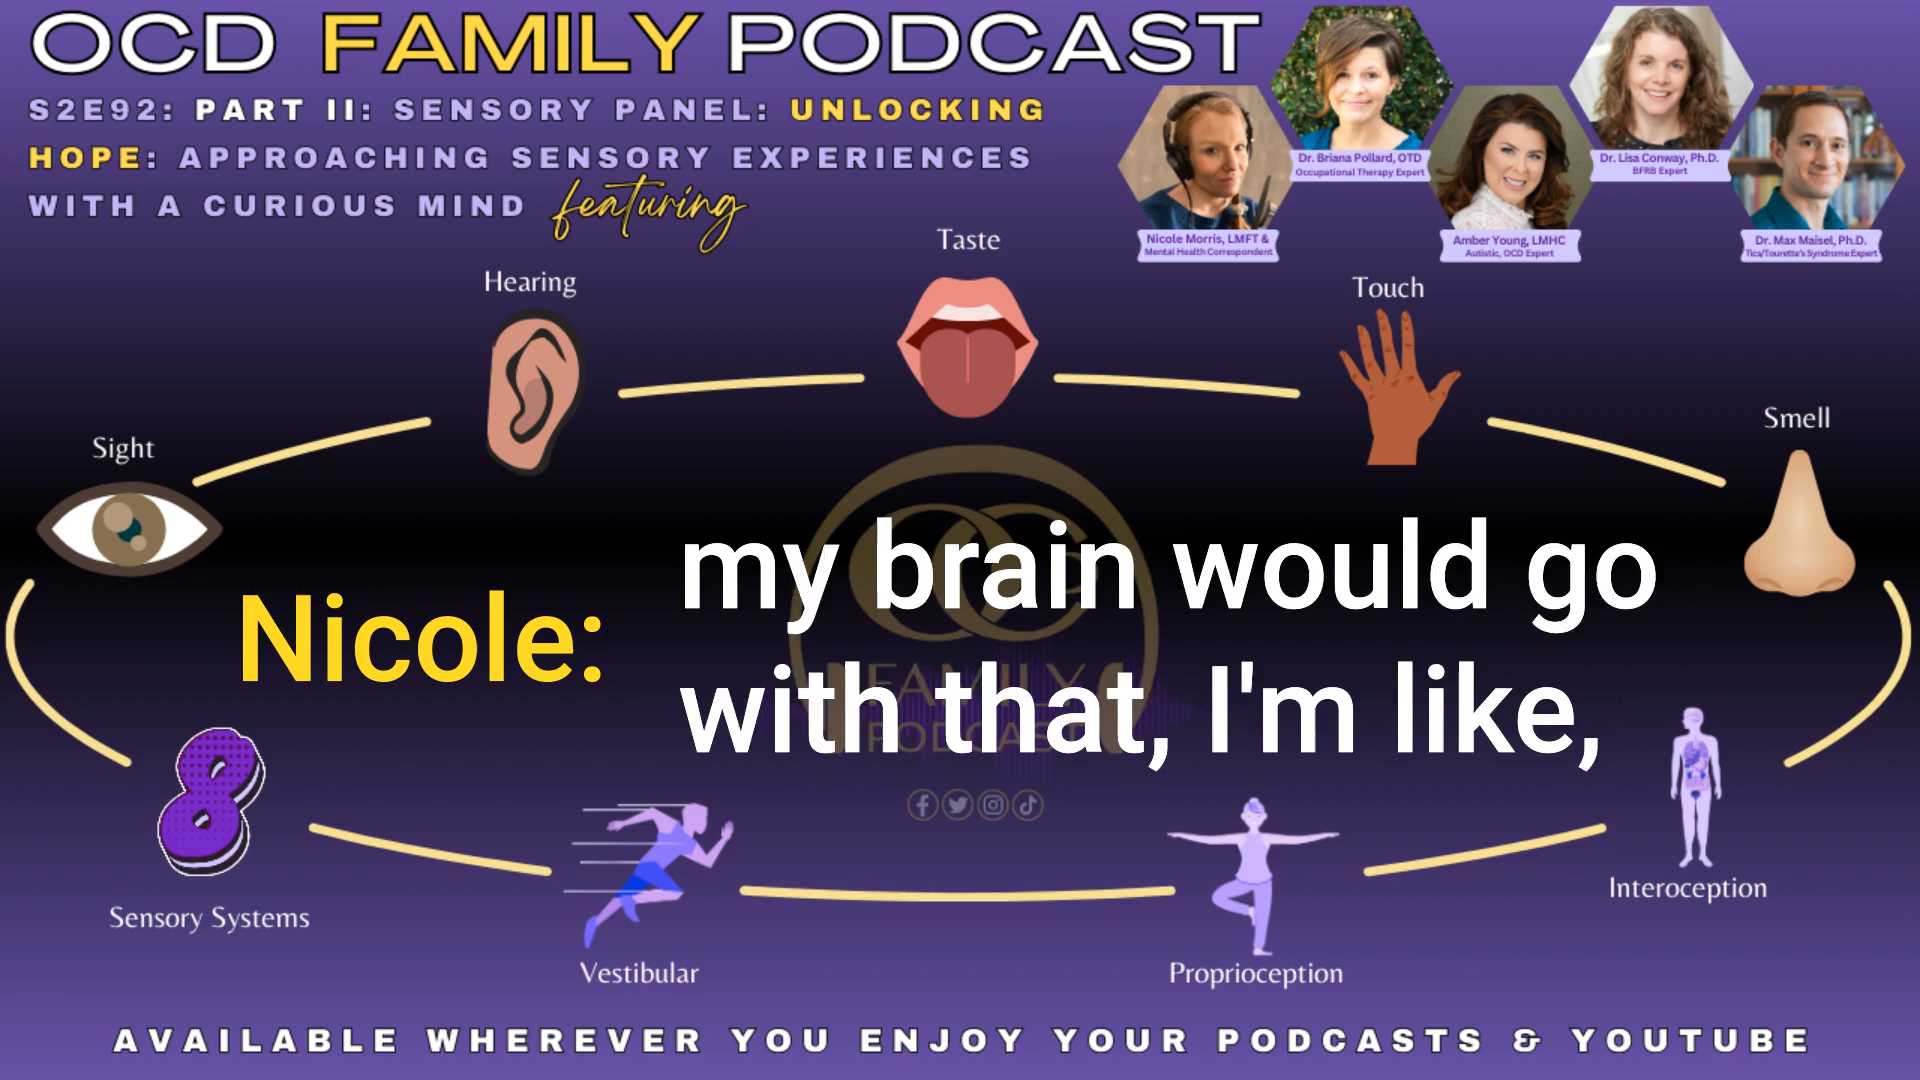 OCD FAMILY PODCAST
S2E92: PART II: SENSORY PANEL: UNLOCKING
HOPE: APPROACHING SENSORY EXPERIENCES
WITH A CURIOUS MIND featuring
Dr. Briana Pollard, OTD
Occupational Therapy Expert
Dr. Lisa Conway, Ph.D.
BFRB Expert
Nicole Morris, LMFT &
Mental Health Correspondent
Amber Young, LMHC
Autistic, OCD Expert
Dr. Max Maisel, Ph.D.
Tics/Tourette's Syndrome Expert
Taste
Hearing
Touch
Smell
Sight
Nicole:
my brain would go
with that, I'm like,
FAMILY
PODCAST
8
Interoception
Sensory Systems
Vestibular
Proprioception
AVAILABLE WHEREVER YOU ENJOY YOUR PODCASTS & YOUTUBE